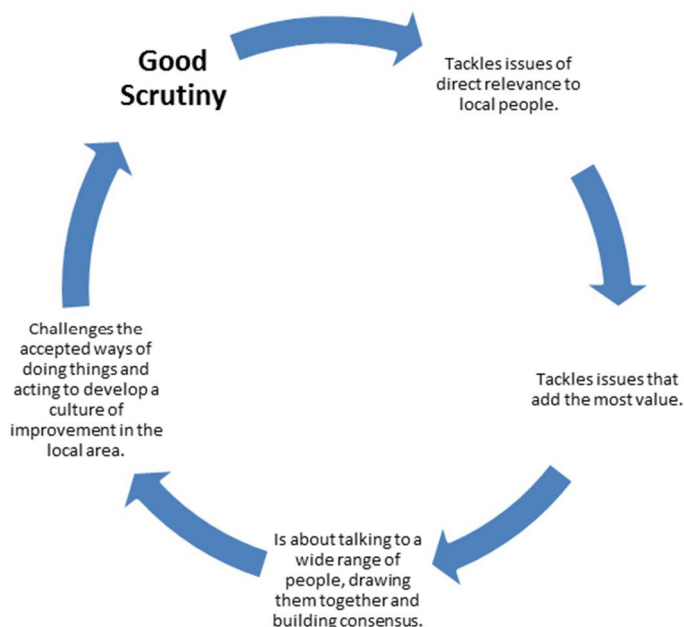 Good
Scrutiny
Tackles issues of
direct relevance to
local people.
Tackles issues that
add the most value.
Is about talking to a
wide range of
people, drawing
them together and
building consensus.
Challenges the
accepted ways of
doing things and
acting to develop a
culture of
improvement in the
local area.